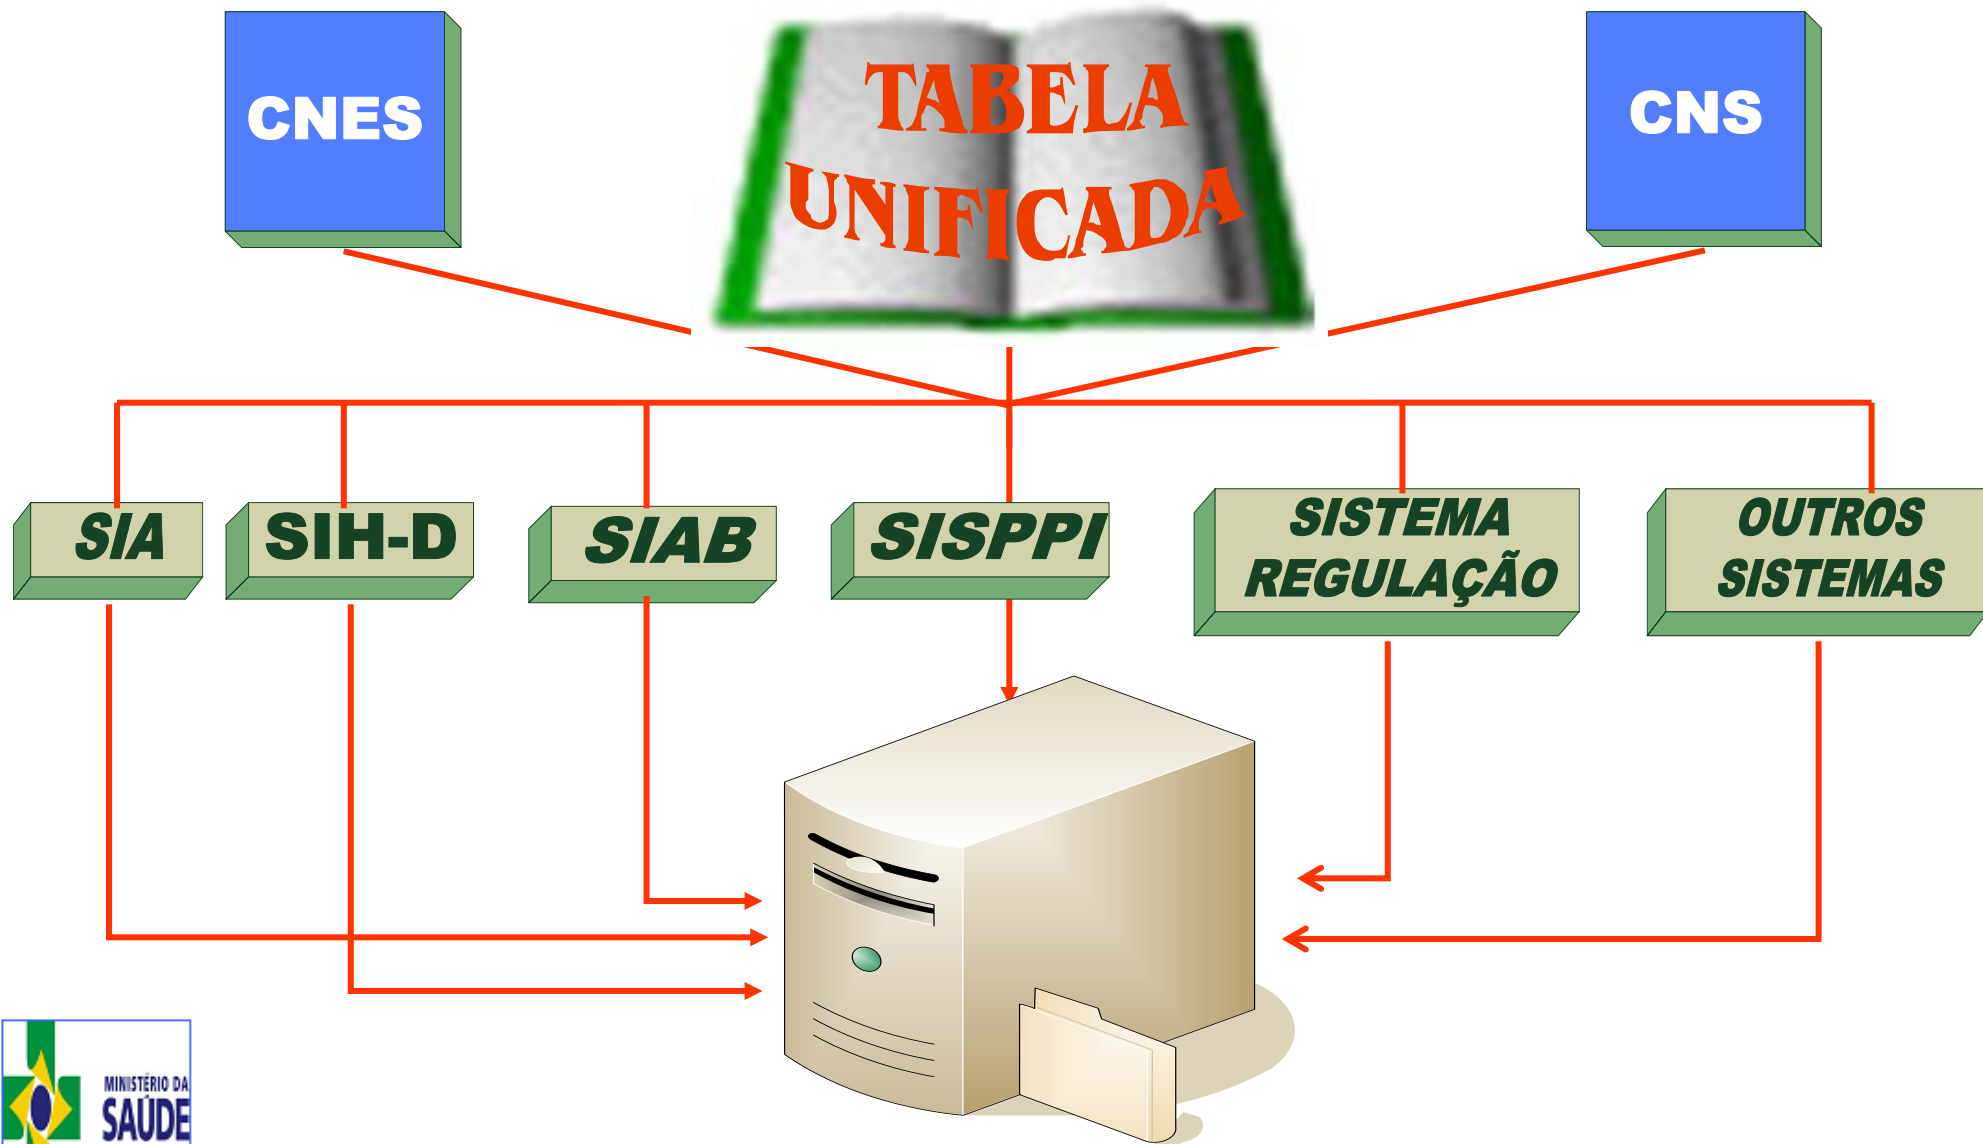 CNES
TABELA
UNIFICADA
CNS
SIA
SIH-D
SIAB
SISPPI
SISTEMA
REGULAÇÃO
OUTROS
SISTEMAS
MINISTÉRIO DA
SAÚDE